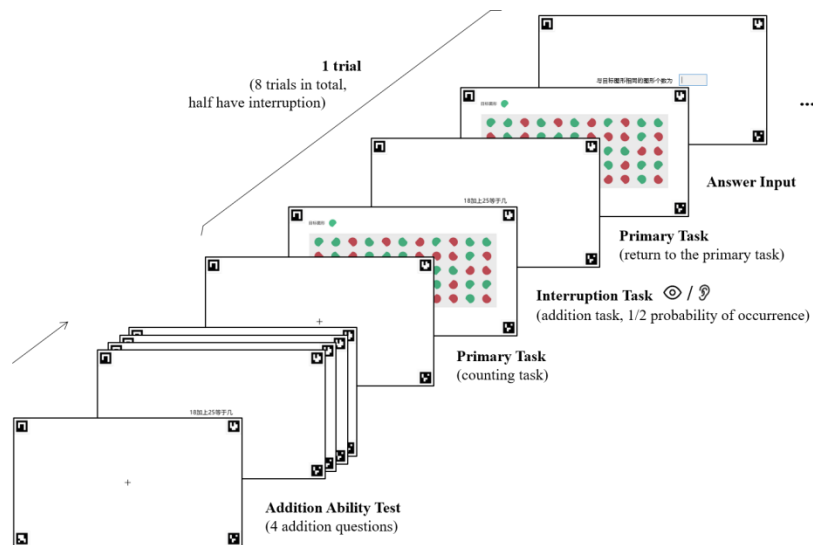 1 trial
(8 trials in total,
half have interruption)
与目标图形相同的图形个数为
目标图形
Answer Input
18加上25等于几
Primary Task
(return to the primary task)
目标图形
Interruption Task
(addition task, 1/2 probability of occurrence)
+
Primary Task
(counting task)
18加上25等于几
+
Addition Ability Test
(4 addition questions)
...